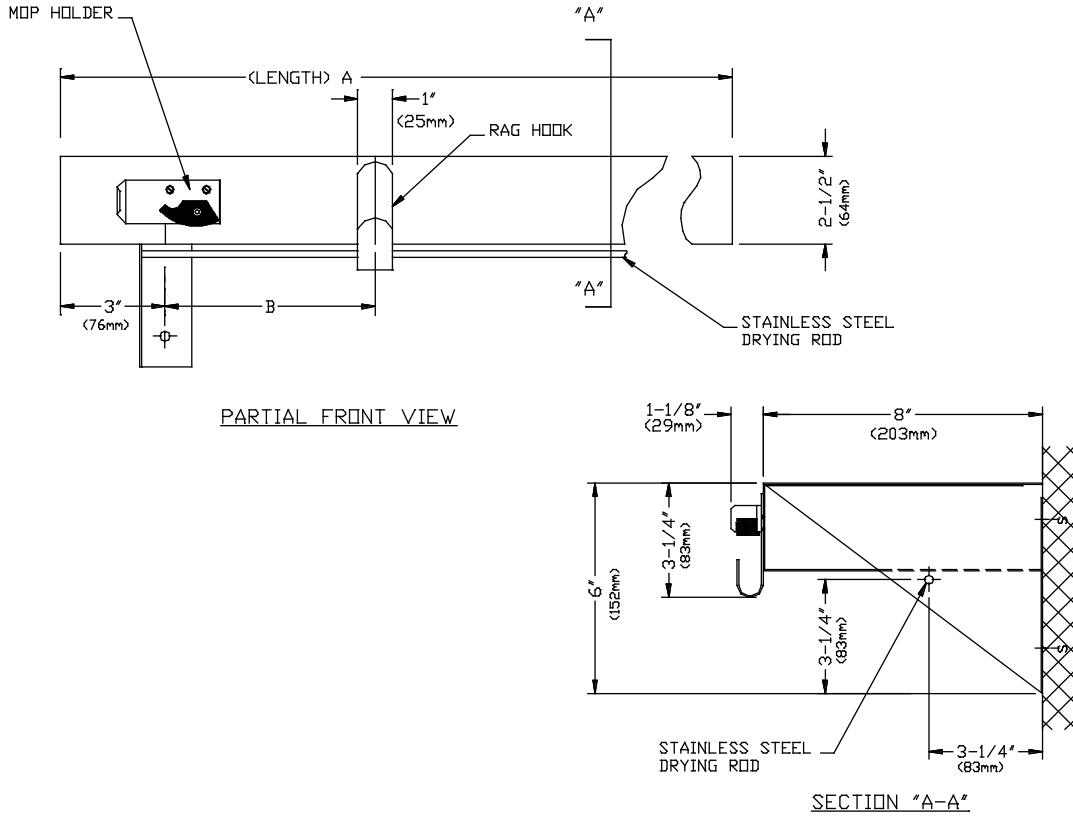 MOP HOLDER
"A"
(LENGTH) A
1"
(25mm)
RAG HOOK
2-1/2"
(64mm)
"A"
3"
(76mm)
B
STAINLESS STEEL
DRYING ROD
PARTIAL FRONT VIEW
1-1/8"
(29mm)
8"
(203mm)
3-1/4"
(83mm)
6"
(152mm)
3-1/4"
(83mm)
S
S
STAINLESS STEEL
DRYING ROD
3-1/4"
(83mm)
SECTION "A-A"